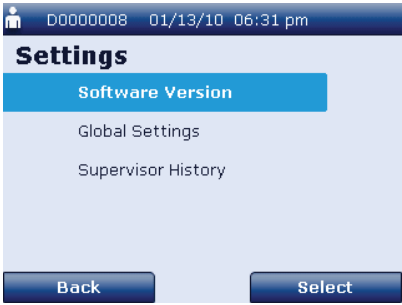 D0000008 01/13/10 06:31 pm
Settings
Software Version
Global Settings
Supervisor History
Back Select